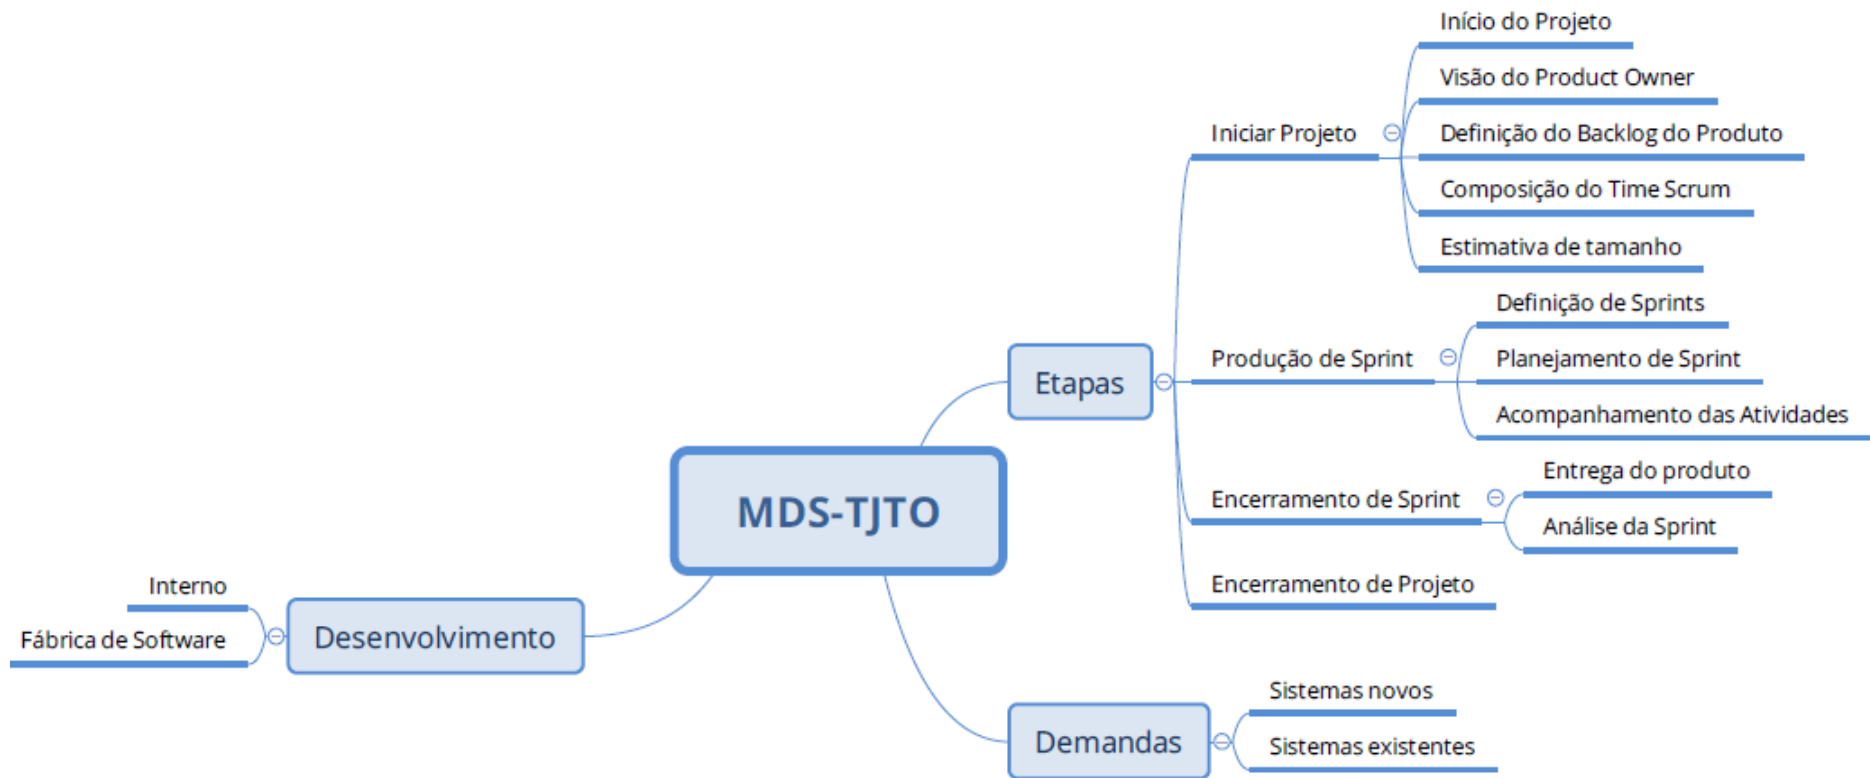 Início do Projeto
Visão do Product Owner
Iniciar Projeto
Definição do Backlog do Produto
Composição do Time Scrum
Estimativa de tamanho
Definição de Sprints
Produção de Sprint
Planejamento de Sprint
Etapas
Acompanhamento das Atividades
Entrega do produto
Encerramento de Sprint
Análise da Sprint
Encerramento de Projeto
MDS-TJTO
Interno
Fábrica de Software
Desenvolvimento
Sistemas novos
Demandas
Sistemas existentes